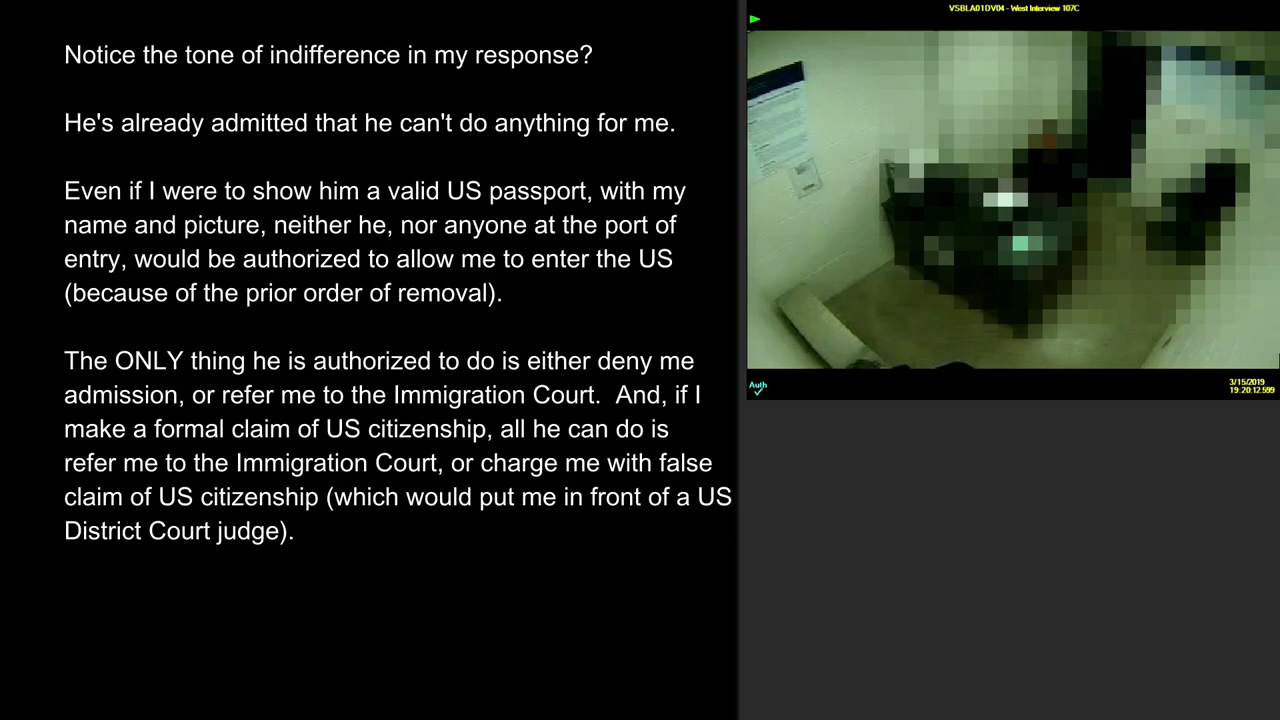 VSBLA01DV04 - West Interview 107C
Notice the tone of indifference in my response?
He's already admitted that he can't do anything for me.
Even if I were to show him a valid US passport, with my
name and picture, neither he, nor anyone at the port of
entry, would be authorized to allow me to enter the US
(because of the prior order of removal).
The ONLY thing he is authorized to do is either deny me
admission, or refer me to the Immigration Court.  And, if I
make a formal claim of US citizenship, all he can do is
refer me to the Immigration Court, or charge me with false
claim of US citizenship (which would put me in front of a US
District Court judge).
Auth
3/15/2019
19:20:12.599